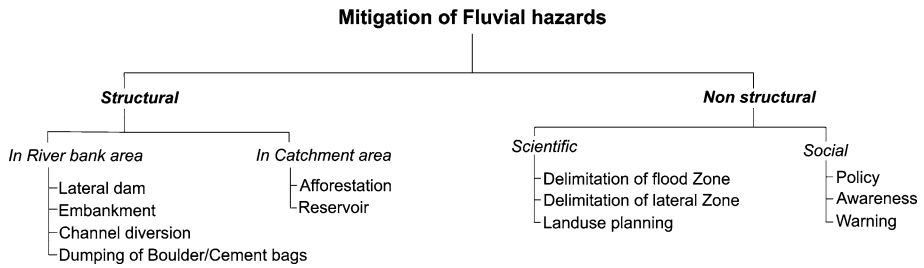 Mitigation of Fluvial hazards
Structural
Non structural
In River bank area
In Catchment area
Scientific
Social
Lateral dam
Embankment
Channel diversion
Dumping of Boulder/Cement bags
Afforestation
Reservoir
Delimitation of flood Zone
Delimitation of lateral Zone
Landuse planning
Policy
Awareness
Warning